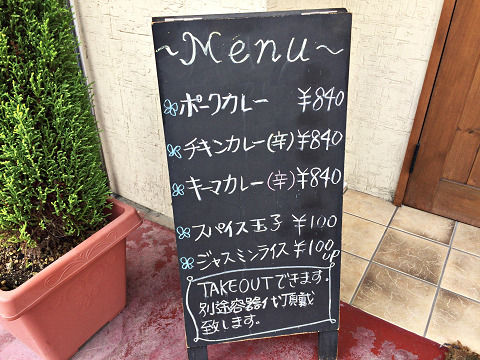 ~Menu~
ポークカレー ¥840
チキンカレー(辛)¥840
キーマカレー(辛)¥840
スパイス玉子 ¥100
ジャスミンライス ¥100up
TAKEOUTできます。
別途容器代頂戴
致します。